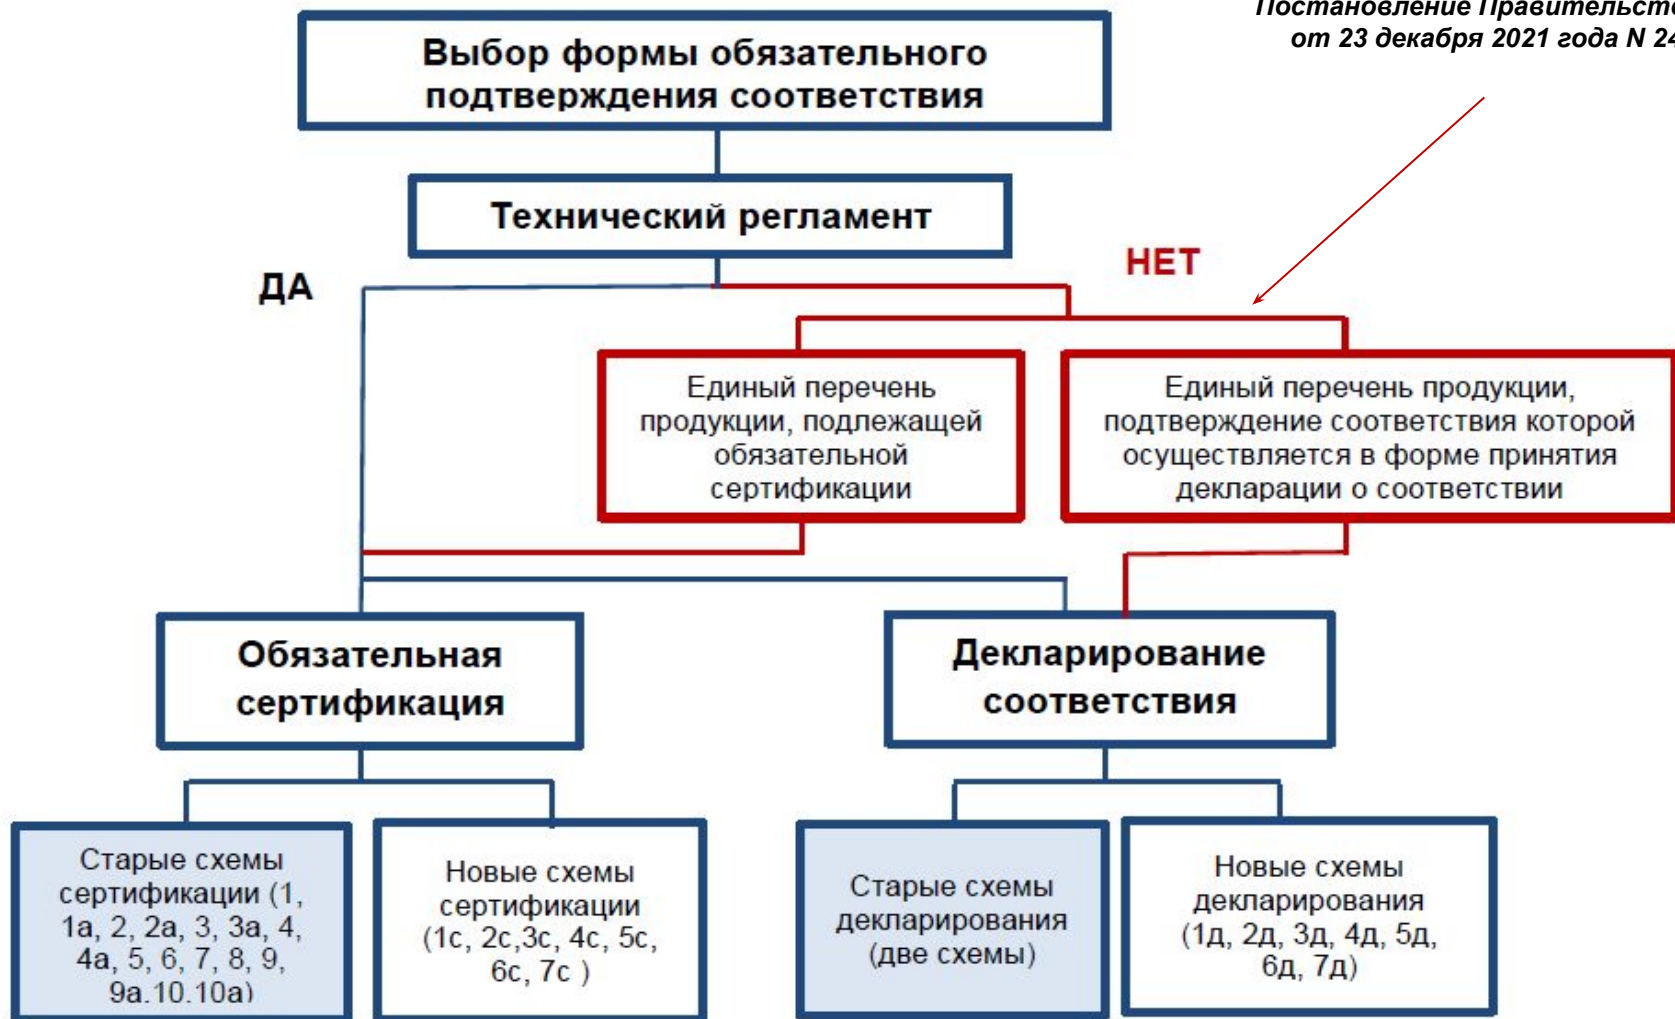 Постановление
от 23 декабря 2021 года N
Выбор формы обязательного
подтверждения соответствия
Технический регламент
ДА
НЕТ
Единый перечень
продукции, подлежащей
обязательной
сертификации
Единый перечень продукции,
подтверждение соответствия которой
осуществляется в форме принятия
декларации о соответствии
Обязательная
сертификация
Декларирование
соответствия
Старые схемы
сертификации (1,
1а, 2, 2а, 3, 3а, 4,
4а, 5, 6, 7, 8, 9,
9а.10.10а)
Новые схемы
сертификации
(1с, 2с,3с, 4с, 5с,
6с, 7с )
Старые схемы
декларирования
(две схемы)
Новые схемы
декларирования
(1д, 2д, 3д, 4д, 5д,
6д, 7д)